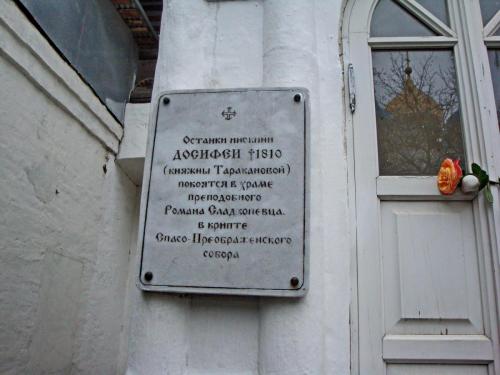 Останки инокини
ДОСИФЕИ †1810
(княжны Таракановой)
покоятся в храме
преподобного
Романа Сладкопевца
в крипте
Спасо-Преображенского
собора